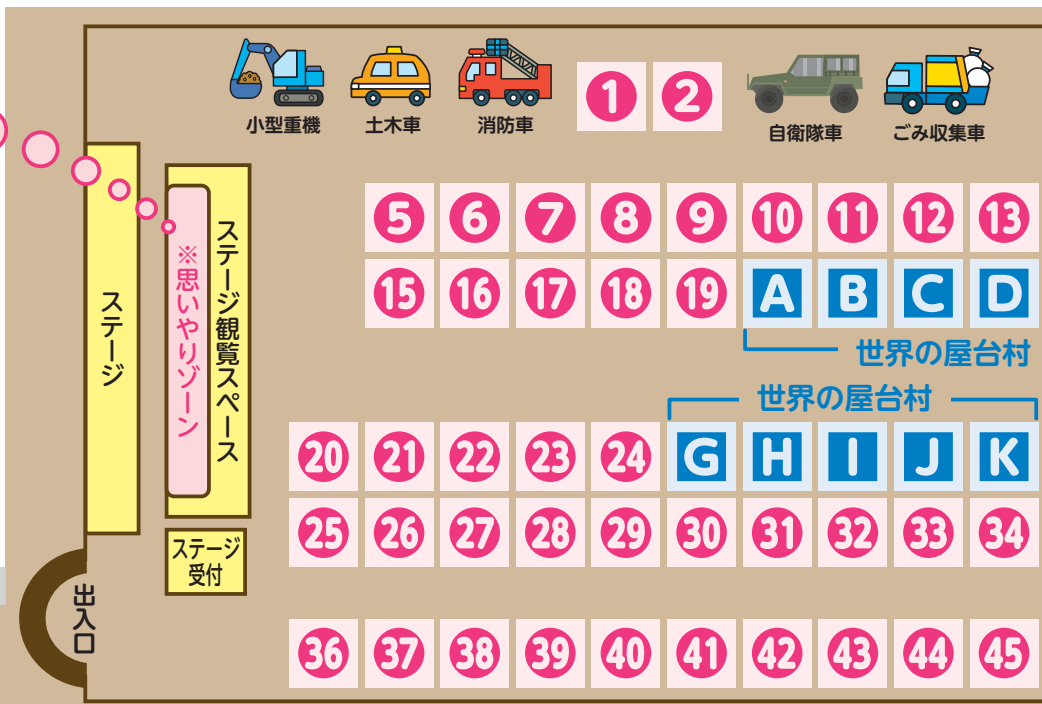 小型重機
土木車
消防車
1 2
自衛隊車
ごみ収集車
ステージ
※思いやりゾーン
ステージ観覧スペース
5 6 7 8 9 10 11 12 13
15 16 17 18 19 A B C D
世界の屋台村
世界の屋台村
20 21 22 23 24 G H I J K
25 26 27 28 29 30 31 32 33 34
ステージ
受付
出入口
36 37 38 39 40 41 42 43 44 45